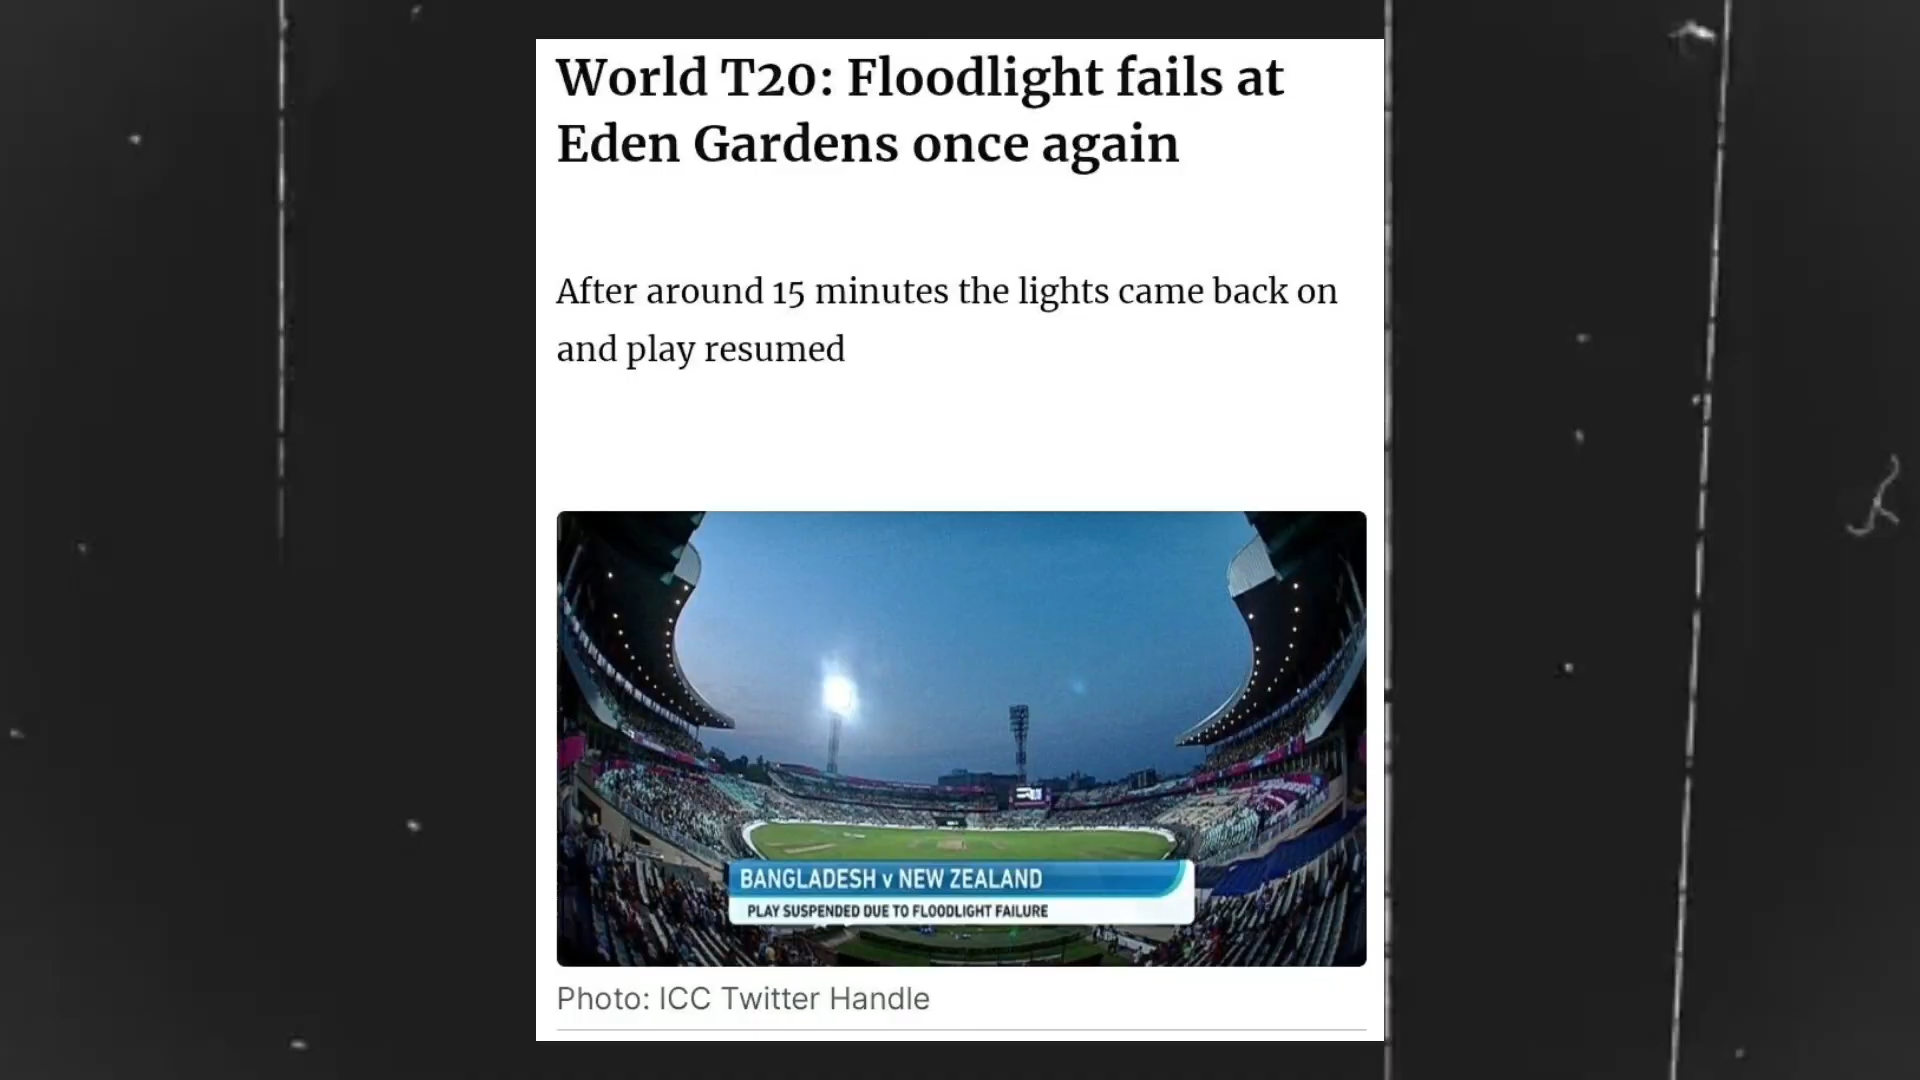 World T20: Floodlight fails at
Eden Gardens once again
After around 15 minutes the lights came back on
and play resumed
BANGLADESH v NEW ZEALAND
PLAY SUSPENDED DUE TO FLOODLIGHT FAILURE
Photo: ICC Twitter Handle